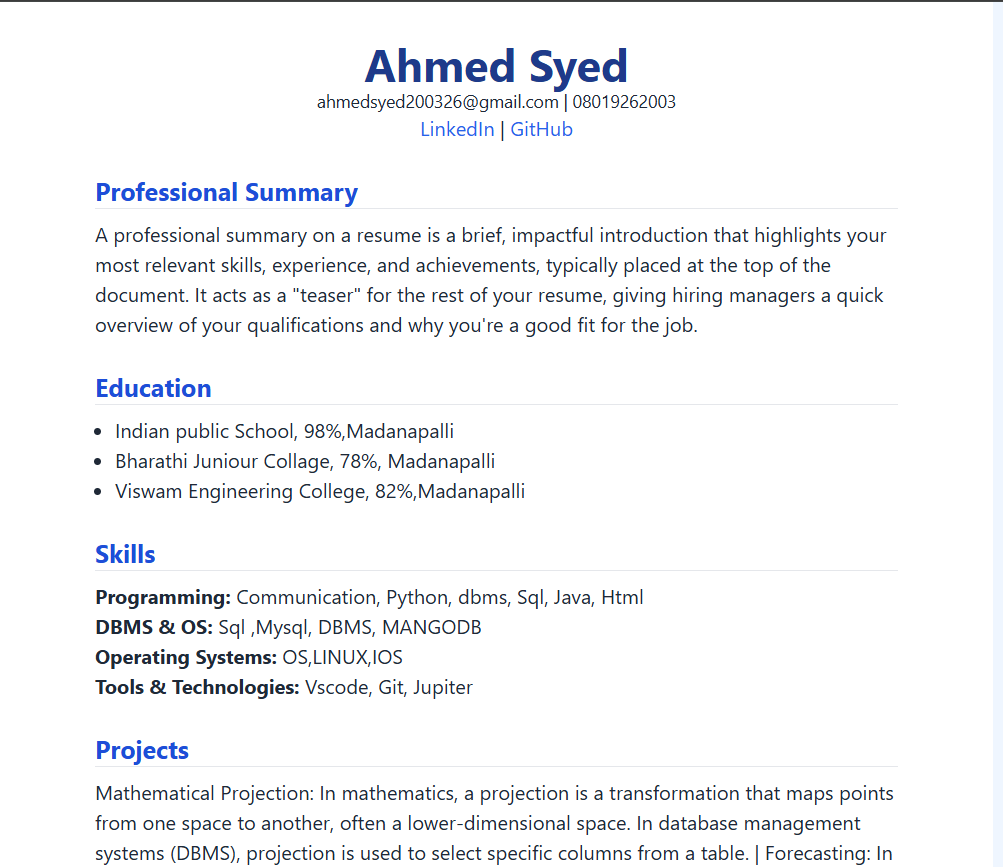 Ahmed Syed
ahmedsyed200326@gmail.com | 08019262003
LinkedIn | GitHub
Professional Summary
A professional summary on a resume is a brief, impactful introduction that highlights your
most relevant skills, experience, and achievements, typically placed at the top of the
document. It acts as a "teaser" for the rest of your resume, giving hiring managers a quick
overview of your qualifications and why you're a good fit for the job.
Education
• Indian public School, 98%,Madanapalli
• Bharathi Juniour Collage, 78%, Madanapalli
• Viswam Engineering College, 82%,Madanapalli
Skills
Programming: Communication, Python, dbms, Sql, Java, Html
DBMS & OS: Sql ,Mysql, DBMS, MANGODB
Operating Systems: OS,LINUX,IOS
Tools & Technologies: Vscode, Git, Jupiter
Projects
Mathematical Projection: In mathematics, a projection is a transformation that maps points
from one space to another, often a lower-dimensional space. In database management
systems (DBMS), projection is used to select specific columns from a table. | Forecasting: In